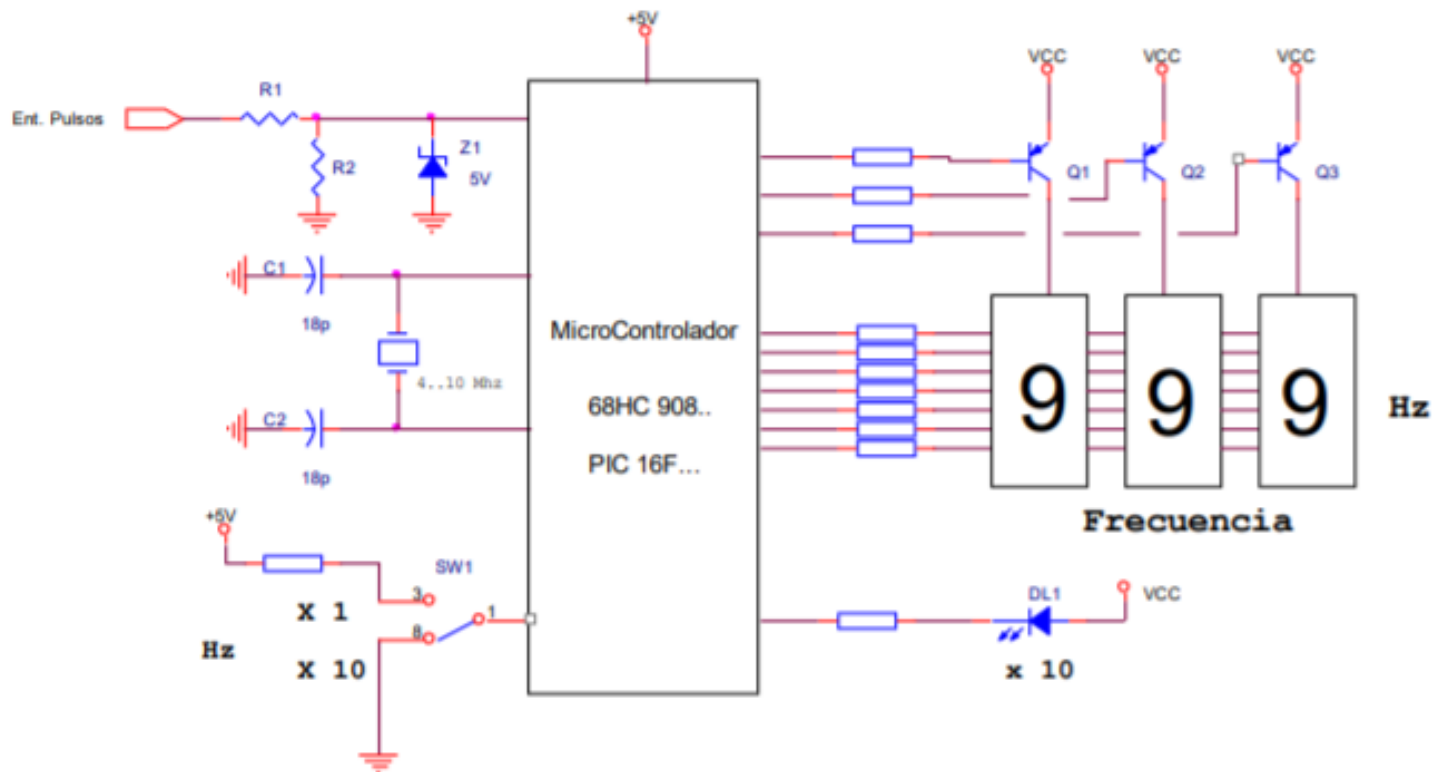 +5V
VCC
VCC
VCC
R1
Ent. Pulsos
R2
Z1
5V
Q1
Q2
Q3
C1
18p
4..10 Mhz
C2
18p
MicroControlador
68HC 908..
PIC 16F...
9
9
9
Hz
Frecuencia
+5V
SW1
3
1
8
X 1
Hz
X 10
DL1
VCC
x 10